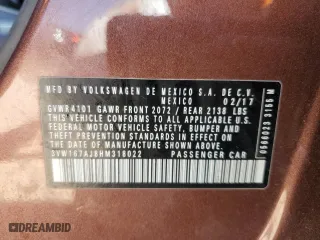 MFD BY VOLKSWAGEN DE MEXICO S.A. DE C.V.
MEXICO 02/17
GVWR 4101 GAWR FRONT 2072 / REAR 2138 LBS
THIS VEHICLE CONFORMS TO ALL APPLICABLE
FEDERAL MOTOR VEHICLE SAFETY, BUMPER AND
THEFT PREVENTION STANDARDS IN EFFECT ON
THE DATE OF MANUFACTURE SHOWN ABOVE.
3VW167AJ8HM318022 PASSENGER CAR
DREAMBID